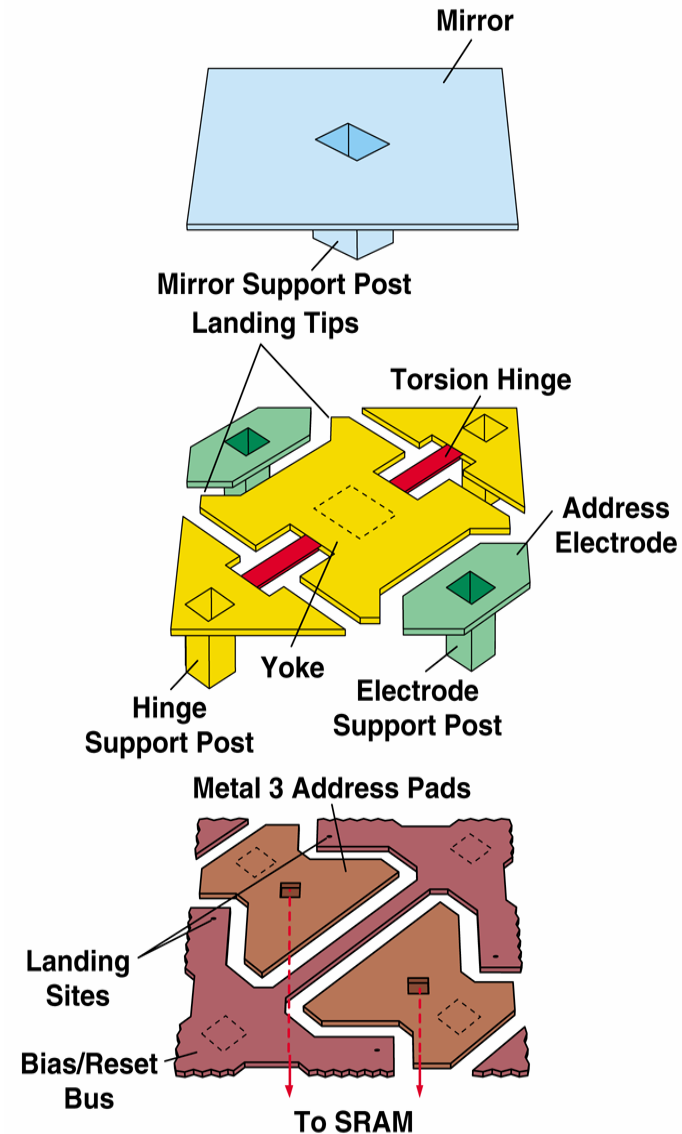 Mirror
Mirror Support Post
Landing Tips
Torsion Hinge
Address
Electrode
Yoke
Electrode
Support Post
Hinge
Support Post
Metal 3 Address Pads
Landing
Sites
Bias/Reset
Bus
To SRAM